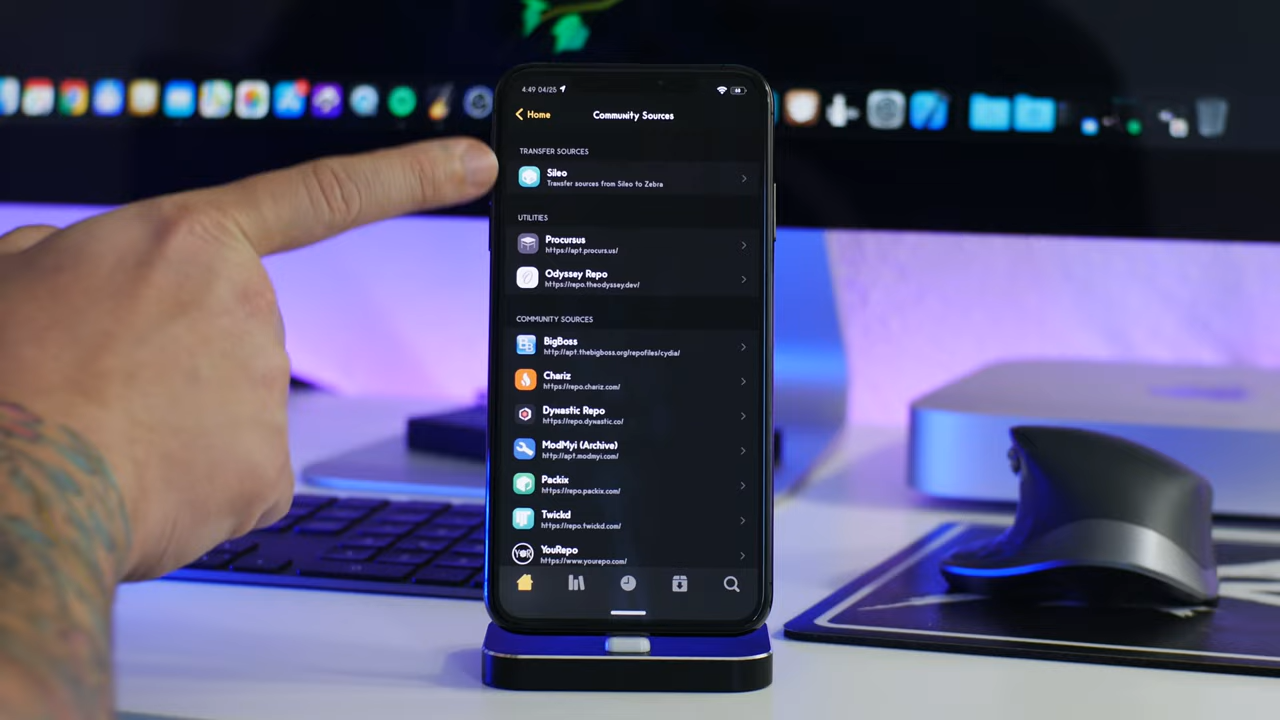 4:49 04/25
Home
Community Sources
TRANSFER SOURCES
Sileo
Transfer sources from Sileo to Zebra
UTILITIES
Procursus
https://apt.procurs.us/
Odyssey Repo
https://repo.theodyssey.dev/
COMMUNITY SOURCES
BigBoss
http://apt.thebigboss.org/repofiles/cydia/
Chariz
https://repo.chariz.com/
Dynastic Repo
https://repo.dynastic.co/
ModMyi (Archive)
http://apt.modmyi.com/
Packix
https://repo.packix.com/
Twickd
https://repo.twickd.com/
YouRepo
https://www.yourepo.com/